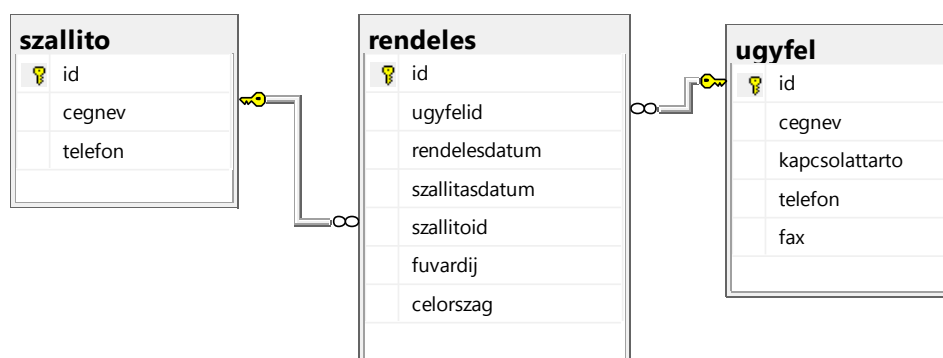 szallito
id
cegnev
telefon
rendeles
id
ugyfelid
rendelesdatum
szallitasdatum
szallitoid
fuvardij
celorszag
ugyfel
id
cegnev
kapcsolattarto
telefon
fax